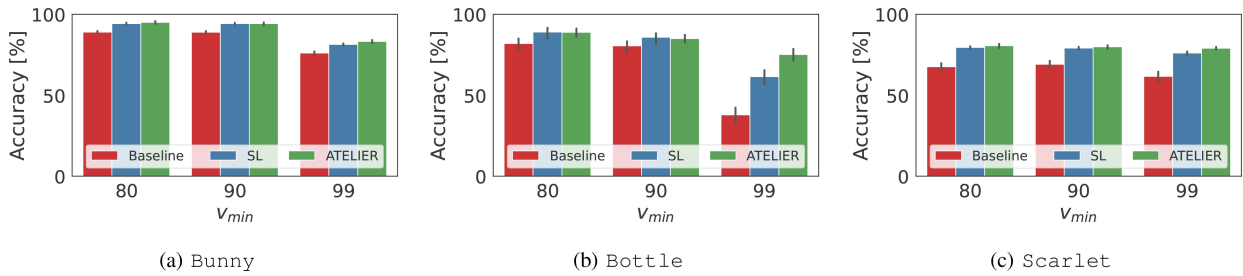 Accuracy [%]
100
50
0
Baseline SL ATELIER
80 90 99
v_min
(a) Bunny
Accuracy [%]
100
50
0
Baseline SL ATELIER
80 90 99
v_min
(b) Bottle
Accuracy [%]
100
50
0
Baseline SL ATELIER
80 90 99
v_min
(c) Scarlet